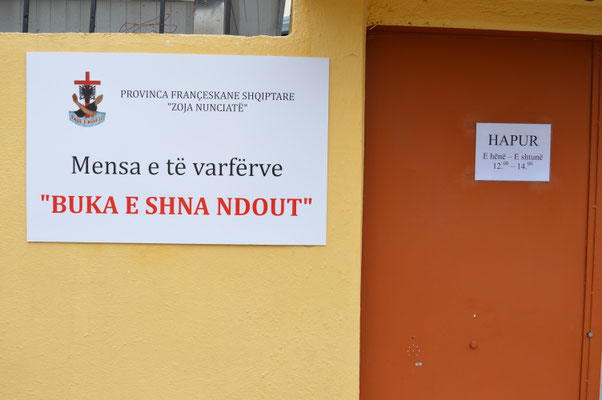 PROVINCA FRANÇESKANE SHQIPTARE
"ZOJA NUNCIATË"
Mensa e të varfërve
"BUKA E SHNA NDOUT"
HAPUR
E hënë – E shtunë
12.00 – 14.00